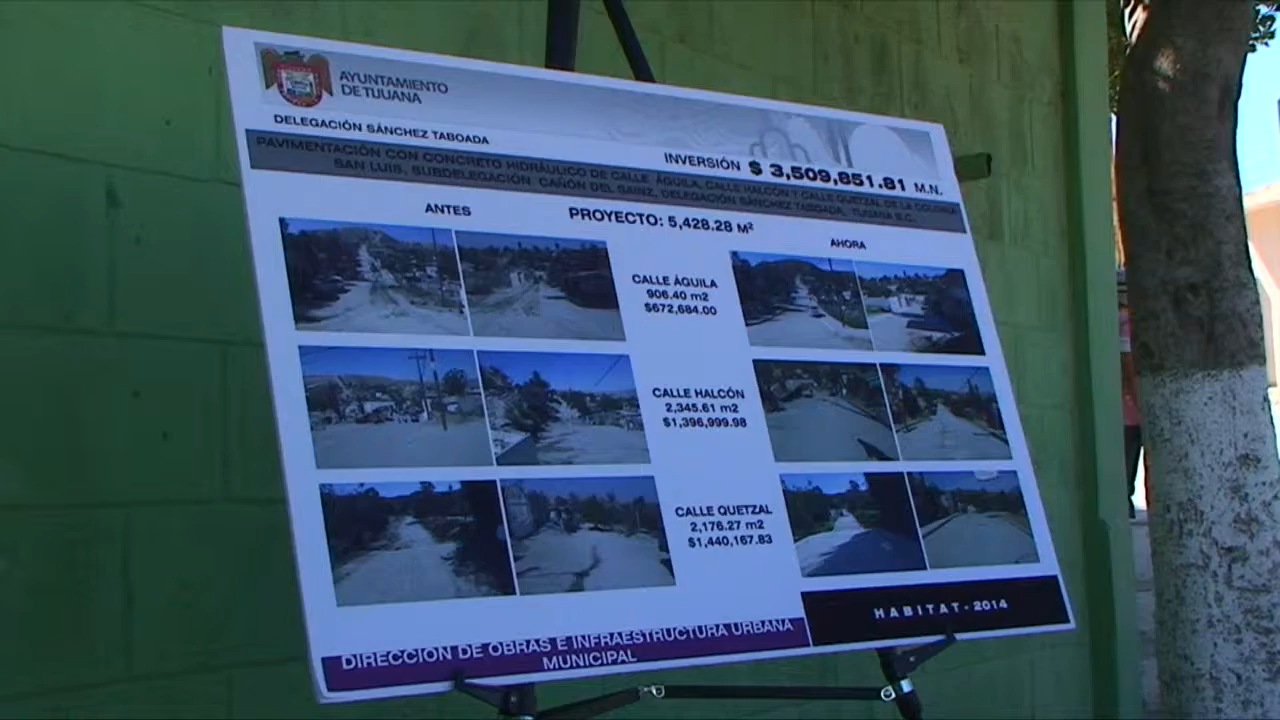 AYUNTAMIENTO
DE TIJUANA
DELEGACIÓN SÁNCHEZ TABOADA
INVERSIÓN $ 3,509,851.81 M.N.
PAVIMENTACIÓN CON CONCRETO HIDRÁULICO DE CALLE ÁGUILA, CALLE HALCÓN Y CALLE QUETZAL DE LA COLONIA
SAN LUIS, SUBDELEGACIÓN, CAÑÓN DEL SAINZ, DELEGACIÓN SÁNCHEZ TABOADA, TIJUANA B.C.
ANTES
PROYECTO: 5,428.28 M²
AHORA
CALLE ÁGUILA
906.40 m2
$672,684.00
CALLE HALCÓN
2,345.61 m2
$1,396,999.98
CALLE QUETZAL
2,176.27 m2
$1,440,167.83
DIRECCION DE OBRAS E INFRAESTRUCTURA URBANA
MUNICIPAL
HABITAT - 2014